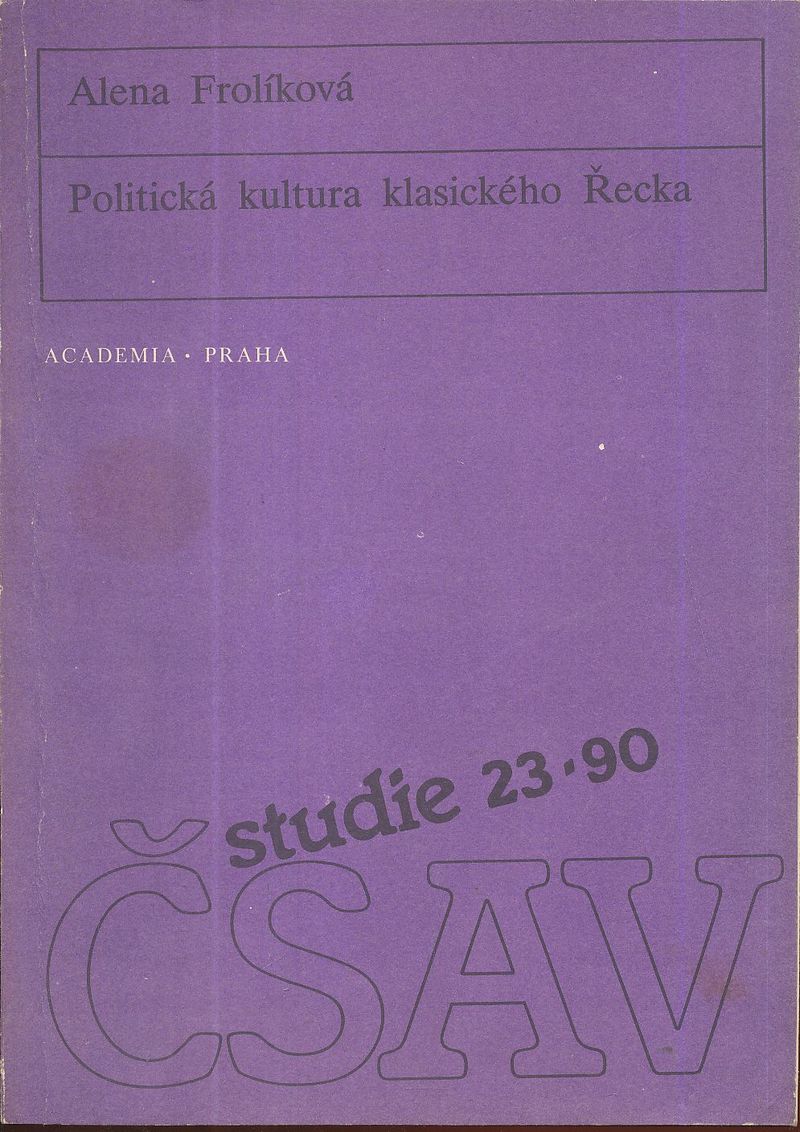 Alena Frolíková
Politická kultura klasického Řecka
ACADEMIA · PRAHA
studie 23·90
ČSAV